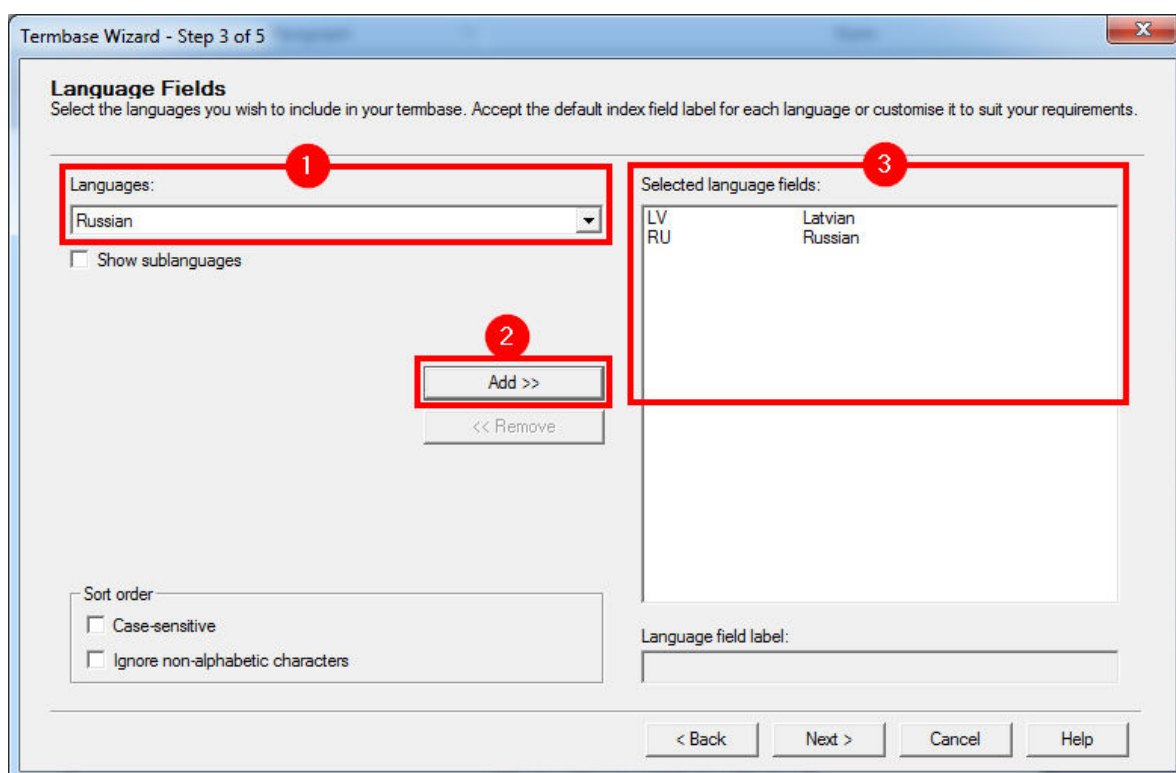 Termbase Wizard - Step 3 of 5
Language Fields
Select the languages you wish to include in your termbase. Accept the default index field label for each language or customise it to suit your requirements.
1
Languages:
Russian
Show sublanguages
2
Add >>
<< Remove
Sort order
Case-sensitive
Ignore non-alphabetic characters
3
Selected language fields:
LV Latvian
RU Russian
Language field label:
< Back Next > Cancel Help